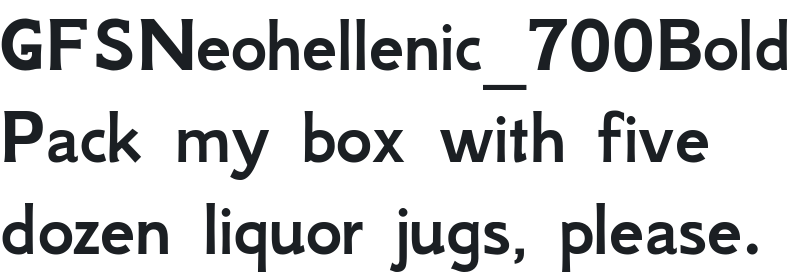 GFSNeohellenic_700Bold
Pack my box with five
dozen liquor jugs, please.